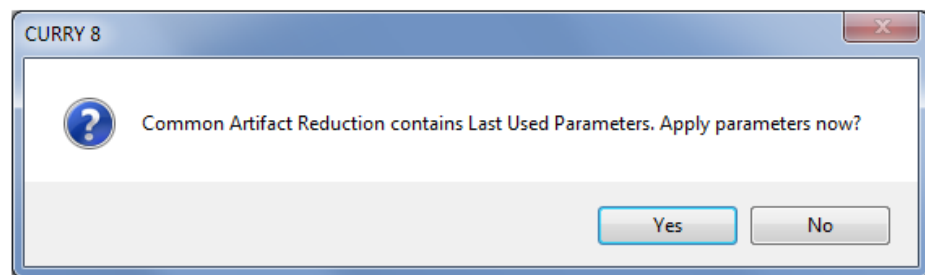 CURRY 8
Common Artifact Reduction contains Last Used Parameters. Apply parameters now?
Yes
No